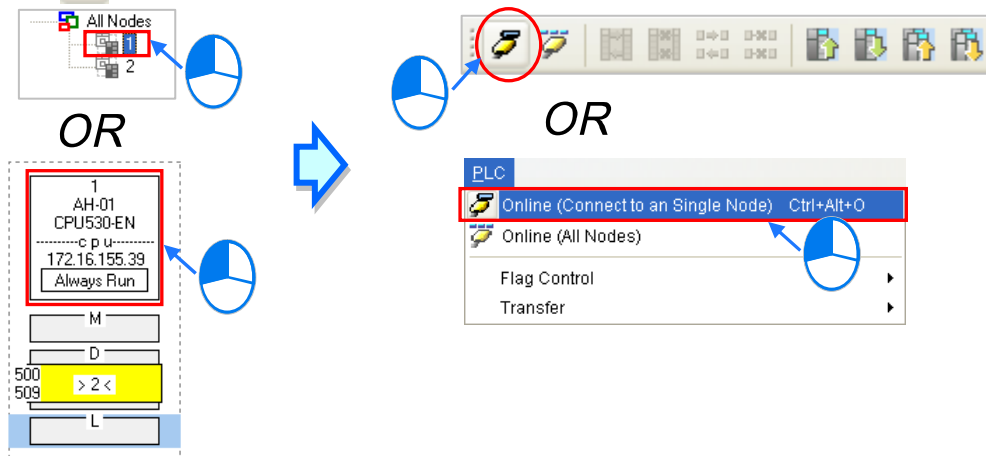 All Nodes
1
2
OR
1
AH-01
CPU530-EN
---------c p u---------
172.16.155.39
Always Run
M
D
500
509
> 2 <
L
OR
PLC
Online (Connect to an Single Node) Ctrl+Alt+O
Online (All Nodes)
Flag Control
Transfer